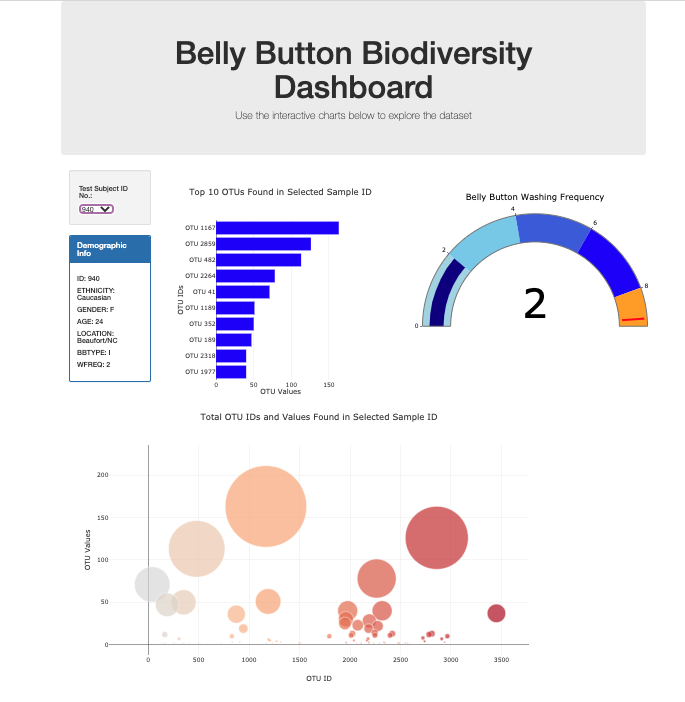 Belly Button Biodiversity
Dashboard
Use the interactive charts below to explore the dataset
Test Subject ID
No.:
940
Demographic
Info
ID: 940
ETHNICITY:
Caucasian
GENDER: F
AGE: 24
LOCATION:
Beaufort/NC
BBTYPE: I
WFREQ: 2
Top 10 OTUs Found in Selected Sample ID
OTU IDs
OTU 1167
OTU 2859
OTU 482
OTU 2264
OTU 41
OTU 1189
OTU 352
OTU 189
OTU 2318
OTU 1977
0 50 100 150
OTU Values
Belly Button Washing Frequency
0
2
4
6
8
2
Total OTU IDs and Values Found in Selected Sample ID
OTU Values
200
150
100
50
0
0 500 1000 1500 2000 2500 3000 3500
OTU ID